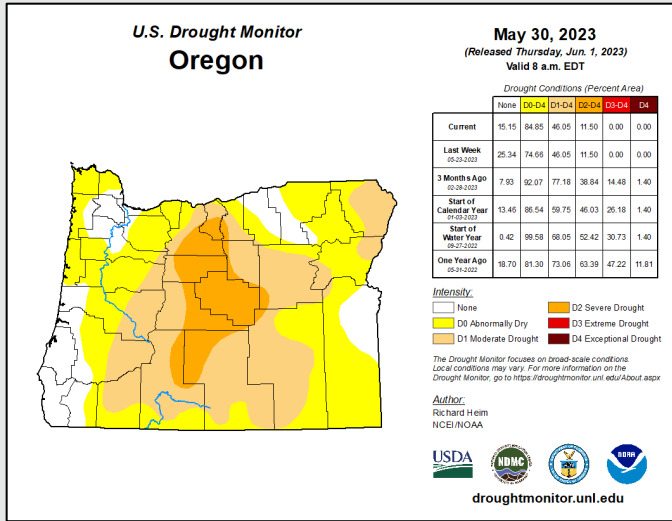 U.S. Drought Monitor
Oregon
May 30, 2023
(Released Thursday, Jun. 1, 2023)
Valid 8 a.m. EDT
Drought Conditions (Percent Area)
None D0-D4 D1-D4 D2-D4 D3-D4 D4
Current 15.15 84.85 46.05 11.50 0.00 0.00
Last Week
05-23-2023 25.34 74.66 46.05 11.50 0.00 0.00
3 Months Ago
02-28-2023 7.93 92.07 77.18 38.84 14.48 1.40
Start of
Calendar Year
01-03-2023 13.46 86.54 59.75 46.03 26.18 1.40
Start of
Water Year
09-27-2022 0.42 99.58 68.05 52.42 30.73 1.40
One Year Ago
05-31-2022 18.70 81.30 73.06 63.39 47.22 11.81
Intensity:
None
D0 Abnormally Dry
D1 Moderate Drought
D2 Severe Drought
D3 Extreme Drought
D4 Exceptional Drought
The Drought Monitor focuses on broad-scale conditions.
Local conditions may vary. For more information on the
Drought Monitor, go to https://droughtmonitor.unl.edu/About.aspx
Author:
Richard Heim
NCEI/NOAA
USDA
NDMC
NOAA
droughtmonitor.unl.edu